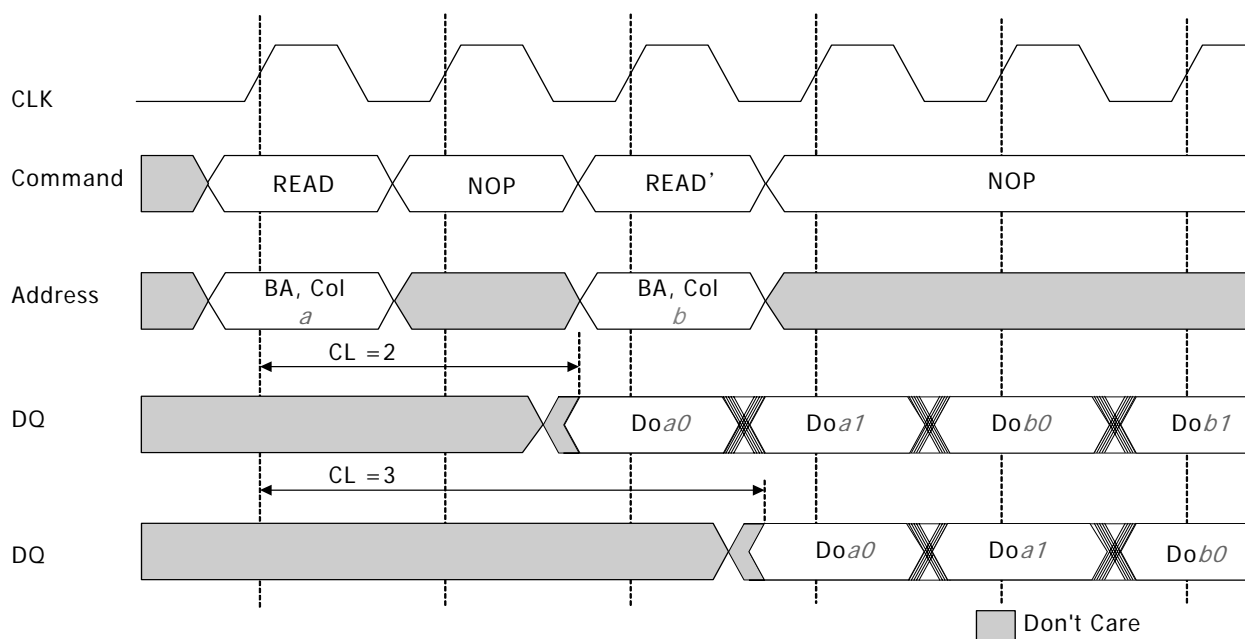 CLK
Command READ NOP READ’ NOP
Address BA, Col a BA, Col b
CL =2
DQ Doa0 Doa1 Dob0 Dob1
CL =3
DQ Doa0 Doa1 Dob0
Don't Care